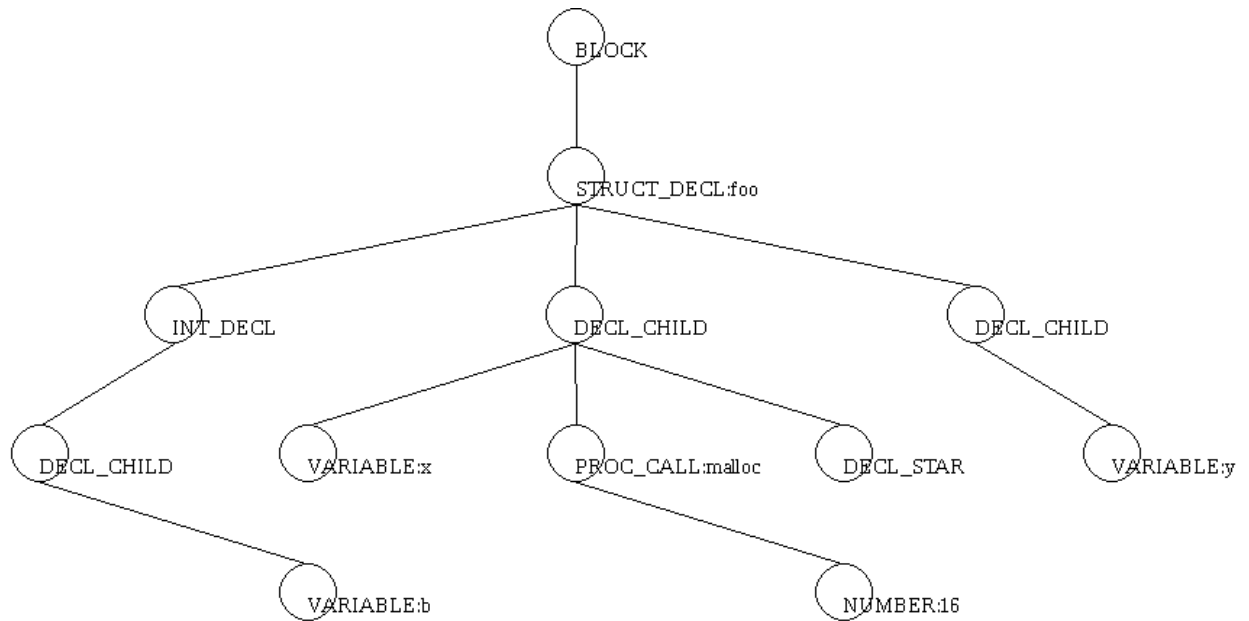 BLOCK
STRUCT_DECL:foo
INT_DECL
DECL_CHILD
DECL_CHILD
DECL_CHILD
VARIABLE:x
PROC_CALL:malloc
DECL_STAR
VARIABLE:y
VARIABLE:b
NUMBER:16